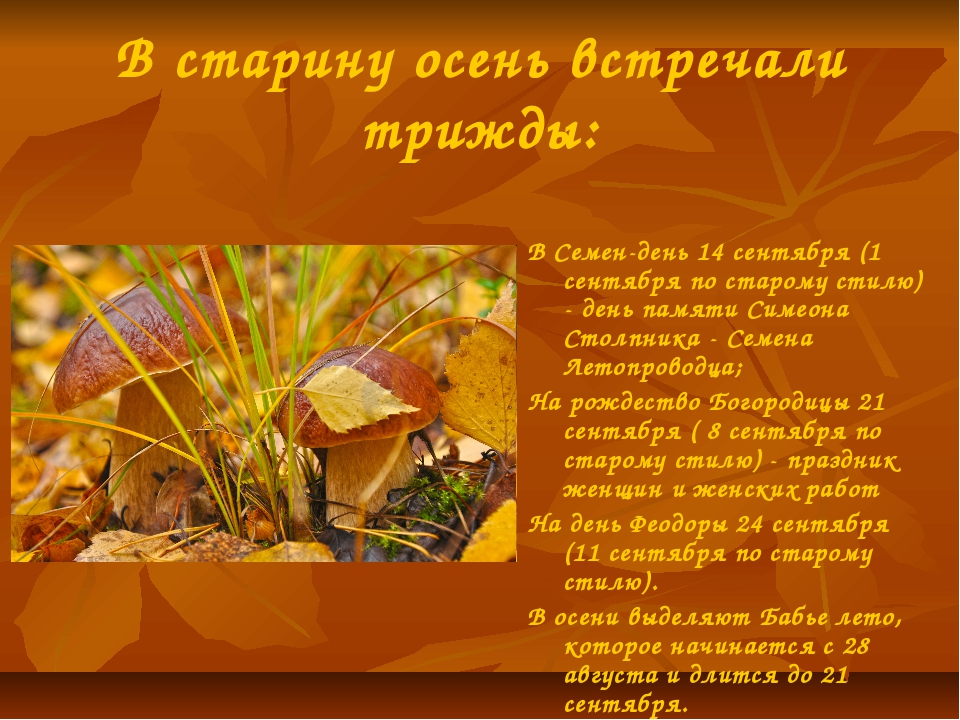 В старину осень встречали
трижды:
В Семен-день 14 сентября (1
сентября по старому стилю)
- день памяти Симеона
Столпника - Семена
Летопроводца;
На рождество Богородицы 21
сентября ( 8 сентября по
старому стилю) - праздник
женщин и женских работ
На день Феодоры 24 сентября
(11 сентября по старому
стилю).
В осени выделяют Бабье лето,
которое начинается с 28
августа и длится до 21
сентября.